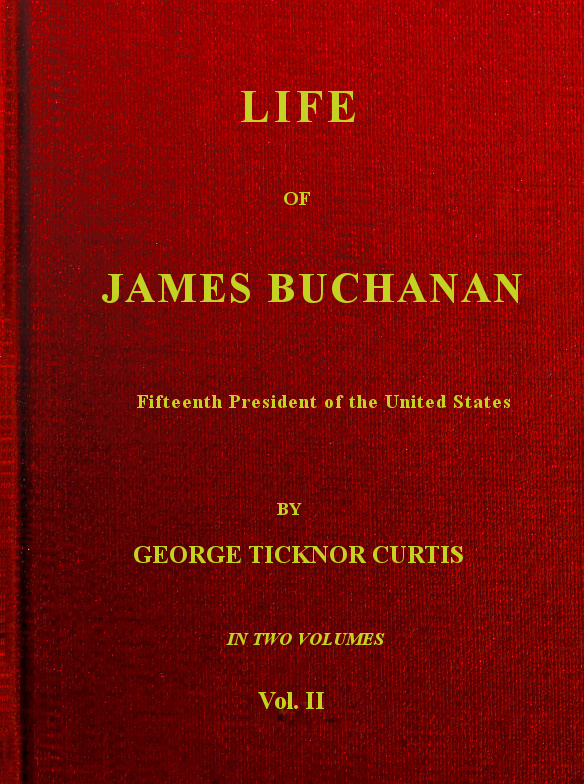 LIFE
OF
JAMES BUCHANAN
Fifteenth President of the United States
BY
GEORGE TICKNOR CURTIS
IN TWO VOLUMES
Vol. II